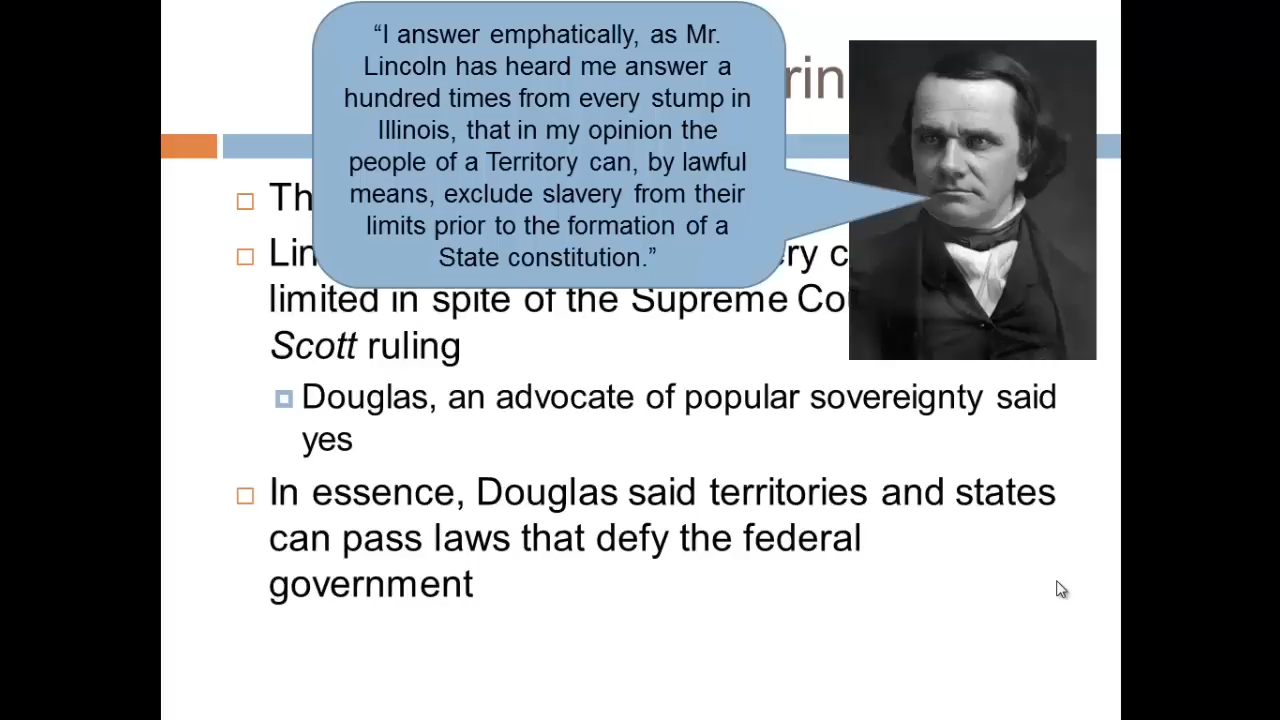 “I answer emphatically, as Mr.
Lincoln has heard me answer a
hundred times from every stump in
Illinois, that in my opinion the
people of a Territory can, by lawful
means, exclude slavery from their
limits prior to the formation of a
State constitution.”
rin
Th
Lin ery c
limited in spite of the Supreme Cou
Scott ruling
Douglas, an advocate of popular sovereignty said
yes
In essence, Douglas said territories and states
can pass laws that defy the federal
government